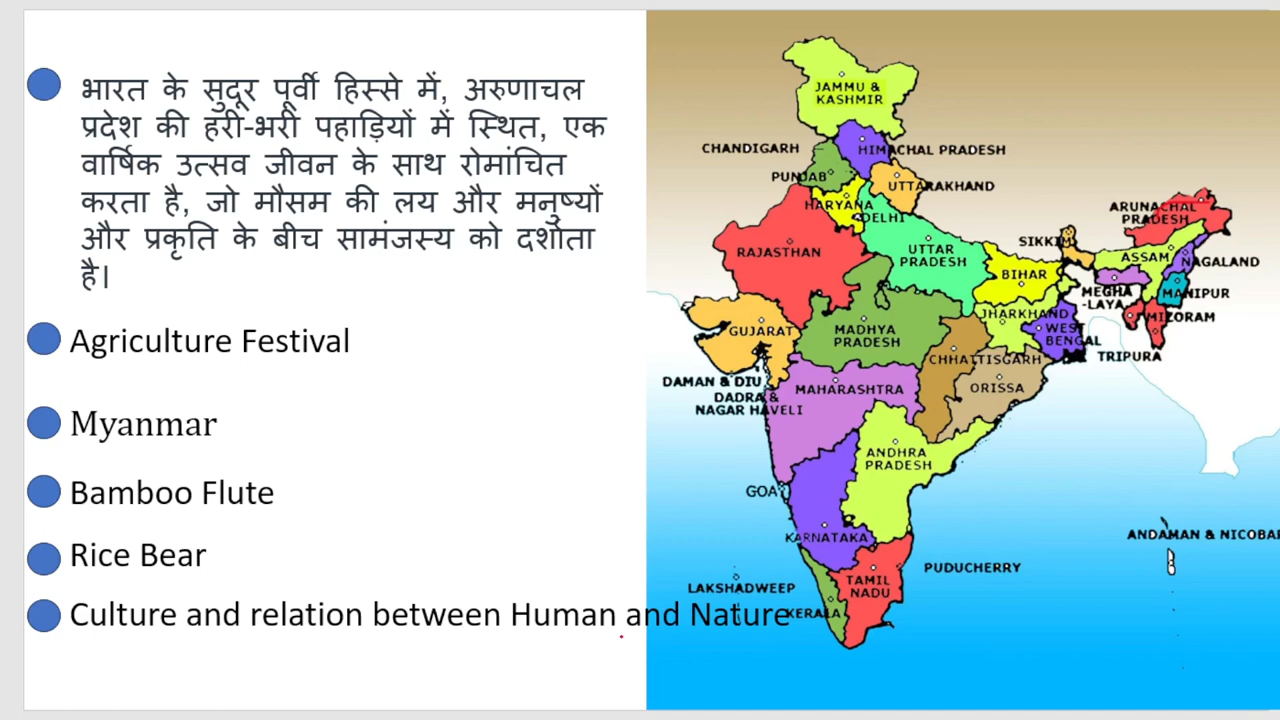 भारत के सुदूर पूर्वी हिस्से में, अरुणाचल
प्रदेश की हरी-भरी पहाड़ियों में स्थित, एक
वार्षिक उत्सव जीवन के साथ रोमांचित
करता है, जो मौसम की लय और मनुष्यों
और प्रकृति के बीच सामंजस्य को दर्शाता
है।
Agriculture Festival
Myanmar
Bamboo Flute
Rice Bear
Culture and relation between Human and Nature
JAMMU &
KASHMIR
CHANDIGARH
HIMACHAL PRADESH
PUNJAB
UTTARAKHAND
HARYANA
DELHI
ARUNACHAL
PRADESH
RAJASTHAN
UTTAR
PRADESH
SIKKIM
ASSAM
NAGALAND
BIHAR
MEGHA
-LAYA
MANIPUR
GUJARAT
MADHYA
PRADESH
JHARKHAND
WEST
BENGAL
MIZORAM
TRIPURA
CHHATTISGARH
DAMAN & DIU
DADRA &
NAGAR HAVELI
MAHARASHTRA
ORISSA
ANDHRA
PRADESH
GOA
KARNATAKA
ANDAMAN & NICOBAR
PUDUCHERRY
LAKSHADWEEP
TAMIL
NADU
KERALA